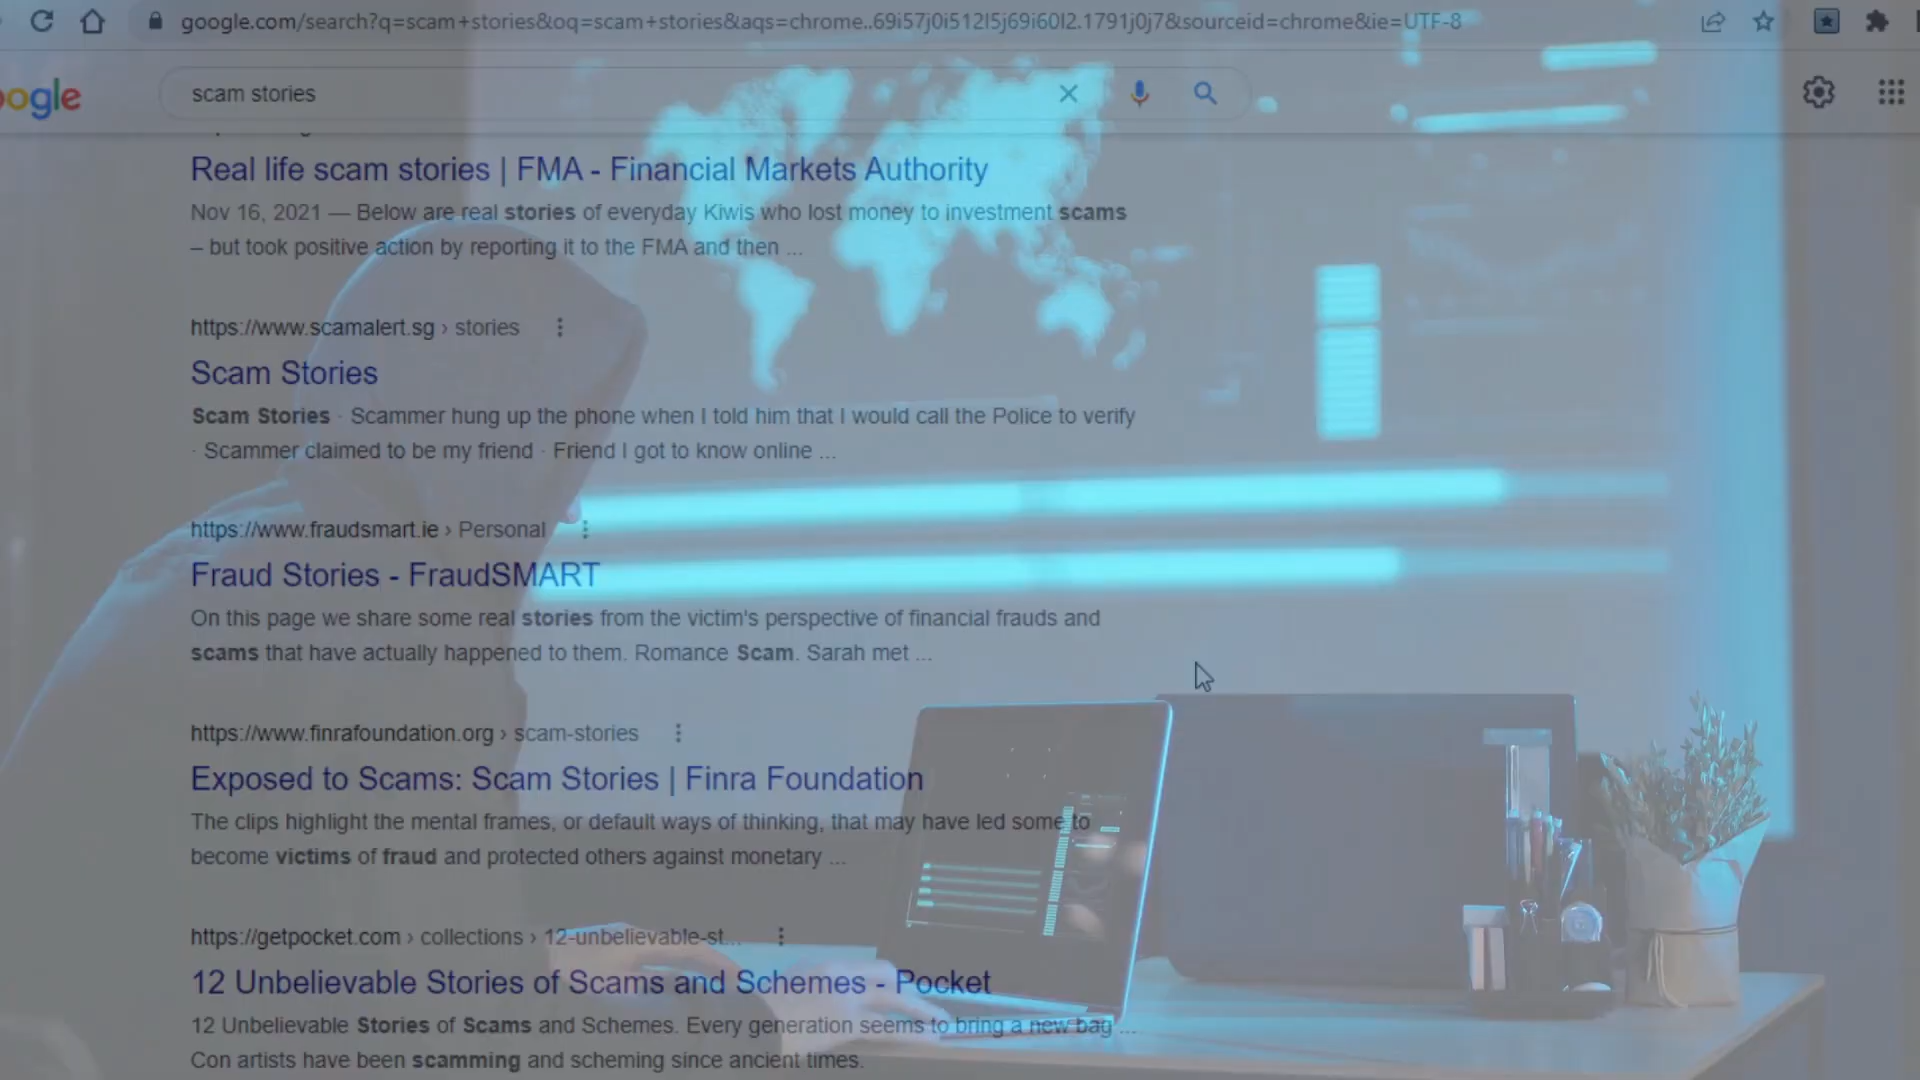 google.com/search?q=scam+stories&oq=scam+stories&aqs=chrome..69i57j0i512l5j69i60l2.1791j0j7&sourceid=chrome&ie=UTF-8
oogle
scam stories
Real life scam stories | FMA - Financial Markets Authority
Nov 16, 2021 — Below are real stories of everyday Kiwis who lost money to investment scams
– but took positive action by reporting it to the FMA and then ...
https://www.scamalert.sg › stories
Scam Stories
Scam Stories · Scammer hung up the phone when I told him that I would call the Police to verify
· Scammer claimed to be my friend · Friend I got to know online ...
https://www.fraudsmart.ie › Personal
Fraud Stories - FraudSMART
On this page we share some real stories from the victim's perspective of financial frauds and
scams that have actually happened to them. Romance Scam. Sarah met ...
https://www.finrafoundation.org › scam-stories
Exposed to Scams: Scam Stories | Finra Foundation
The clips highlight the mental frames, or default ways of thinking, that may have led some to
become victims of fraud and protected others against monetary ...
https://getpocket.com › collections › 12-unbelievable-st...
12 Unbelievable Stories of Scams and Schemes - Pocket
12 Unbelievable Stories of Scams and Schemes. Every generation seems to bring a new bag ...
Con artists have been scamming and scheming since ancient times.